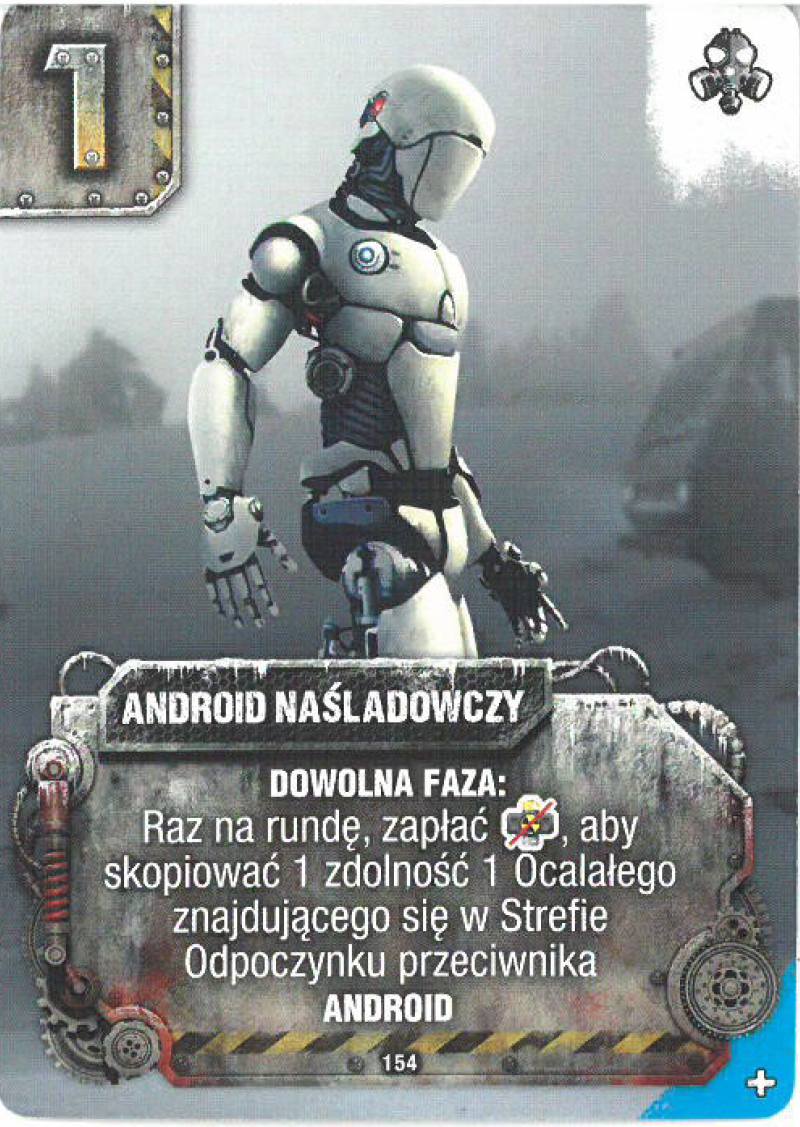 1
ANDROID NAŚLADOWCZY
DOWOLNA FAZA:
Raz na rundę, zapłać , aby
skopiować 1 zdolność 1 Ocalałego
znajdującego się w Strefie
Odpoczynku przeciwnika
ANDROID
154
+